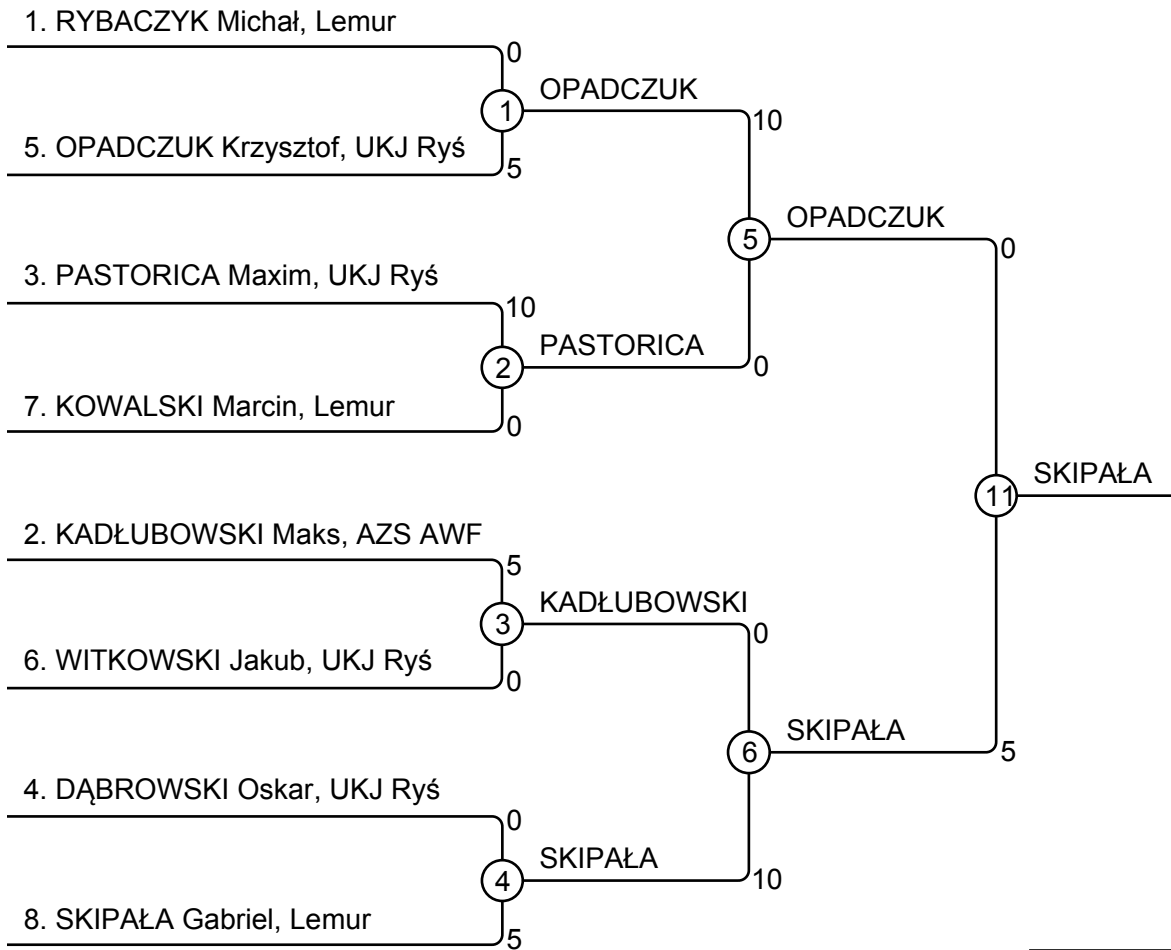 1. RYBACZYK Michał, Lemur
0
OPADCZUK
1
10
5. OPADCZUK Krzysztof, UKJ Ryś
5
OPADCZUK
5
0
3. PASTORICA Maxim, UKJ Ryś
10
PASTORICA
2
0
7. KOWALSKI Marcin, Lemur
0
SKIPAŁA
11
2. KADŁUBOWSKI Maks, AZS AWF
5
KADŁUBOWSKI
3
0
6. WITKOWSKI Jakub, UKJ Ryś
0
SKIPAŁA
6
5
4. DĄBROWSKI Oskar, UKJ Ryś
0
SKIPAŁA
4
10
8. SKIPAŁA Gabriel, Lemur
5